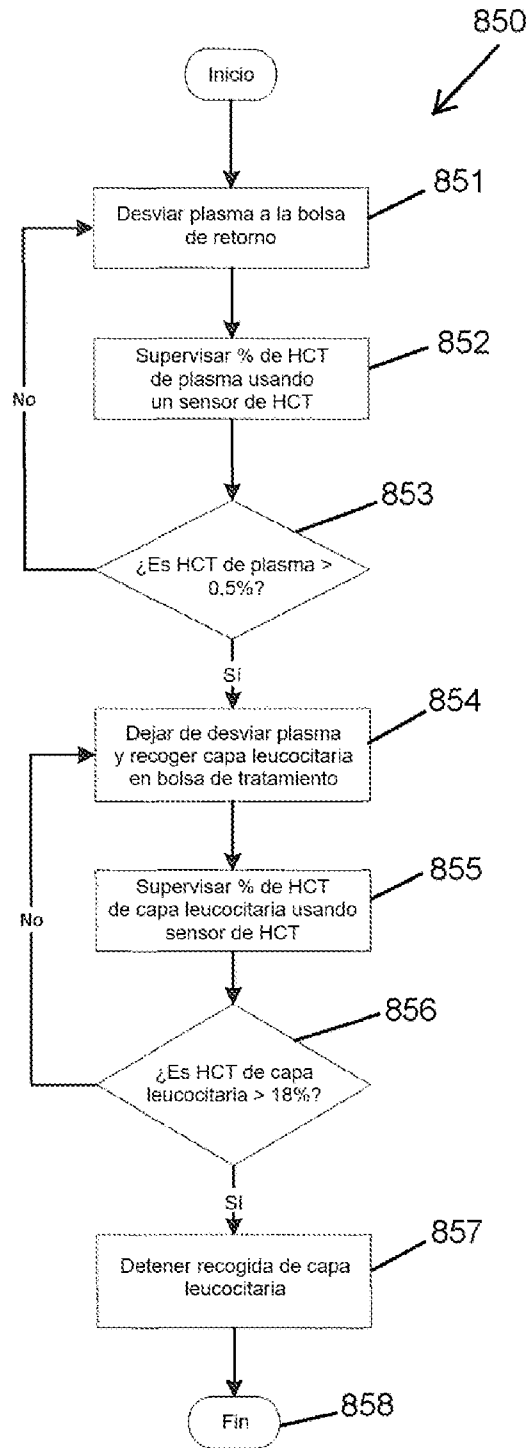 850
Inicio
851
Desviar plasma a la bolsa
de retorno
852
Supervisar % de HCT
de plasma usando
un sensor de HCT
No
853
¿Es HCT de plasma >
0.5%?
Sí
854
Dejar de desviar plasma
y recoger capa leucocitaria
en bolsa de tratamiento
855
Supervisar % de HCT
de capa leucocitaria usando
sensor de HCT
No
856
¿Es HCT de capa
leucocitaria > 18%?
Sí
857
Detener recogida de capa
leucocitaria
Fin
858